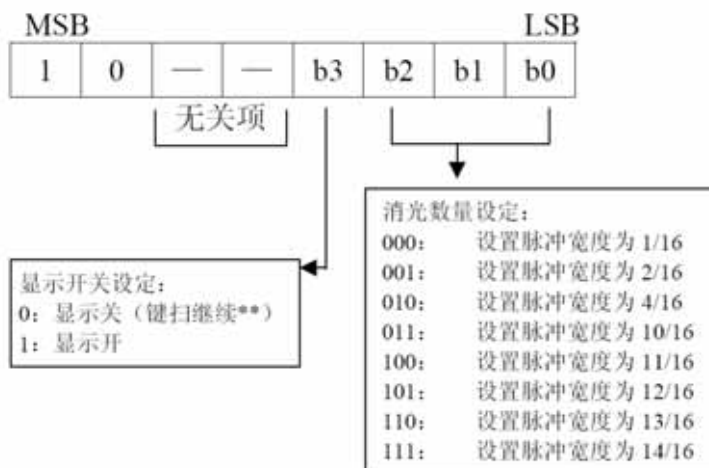 MSB LSB
1 0 — — b3 b2 b1 b0
无关项
消光数量设定：
000： 设置脉冲宽度为 1/16
001： 设置脉冲宽度为 2/16
010： 设置脉冲宽度为 4/16
011： 设置脉冲宽度为 10/16
100： 设置脉冲宽度为 11/16
101： 设置脉冲宽度为 12/16
110： 设置脉冲宽度为 13/16
111： 设置脉冲宽度为 14/16
显示开关设定：
0：显示关（键扫继续**）
1：显示开